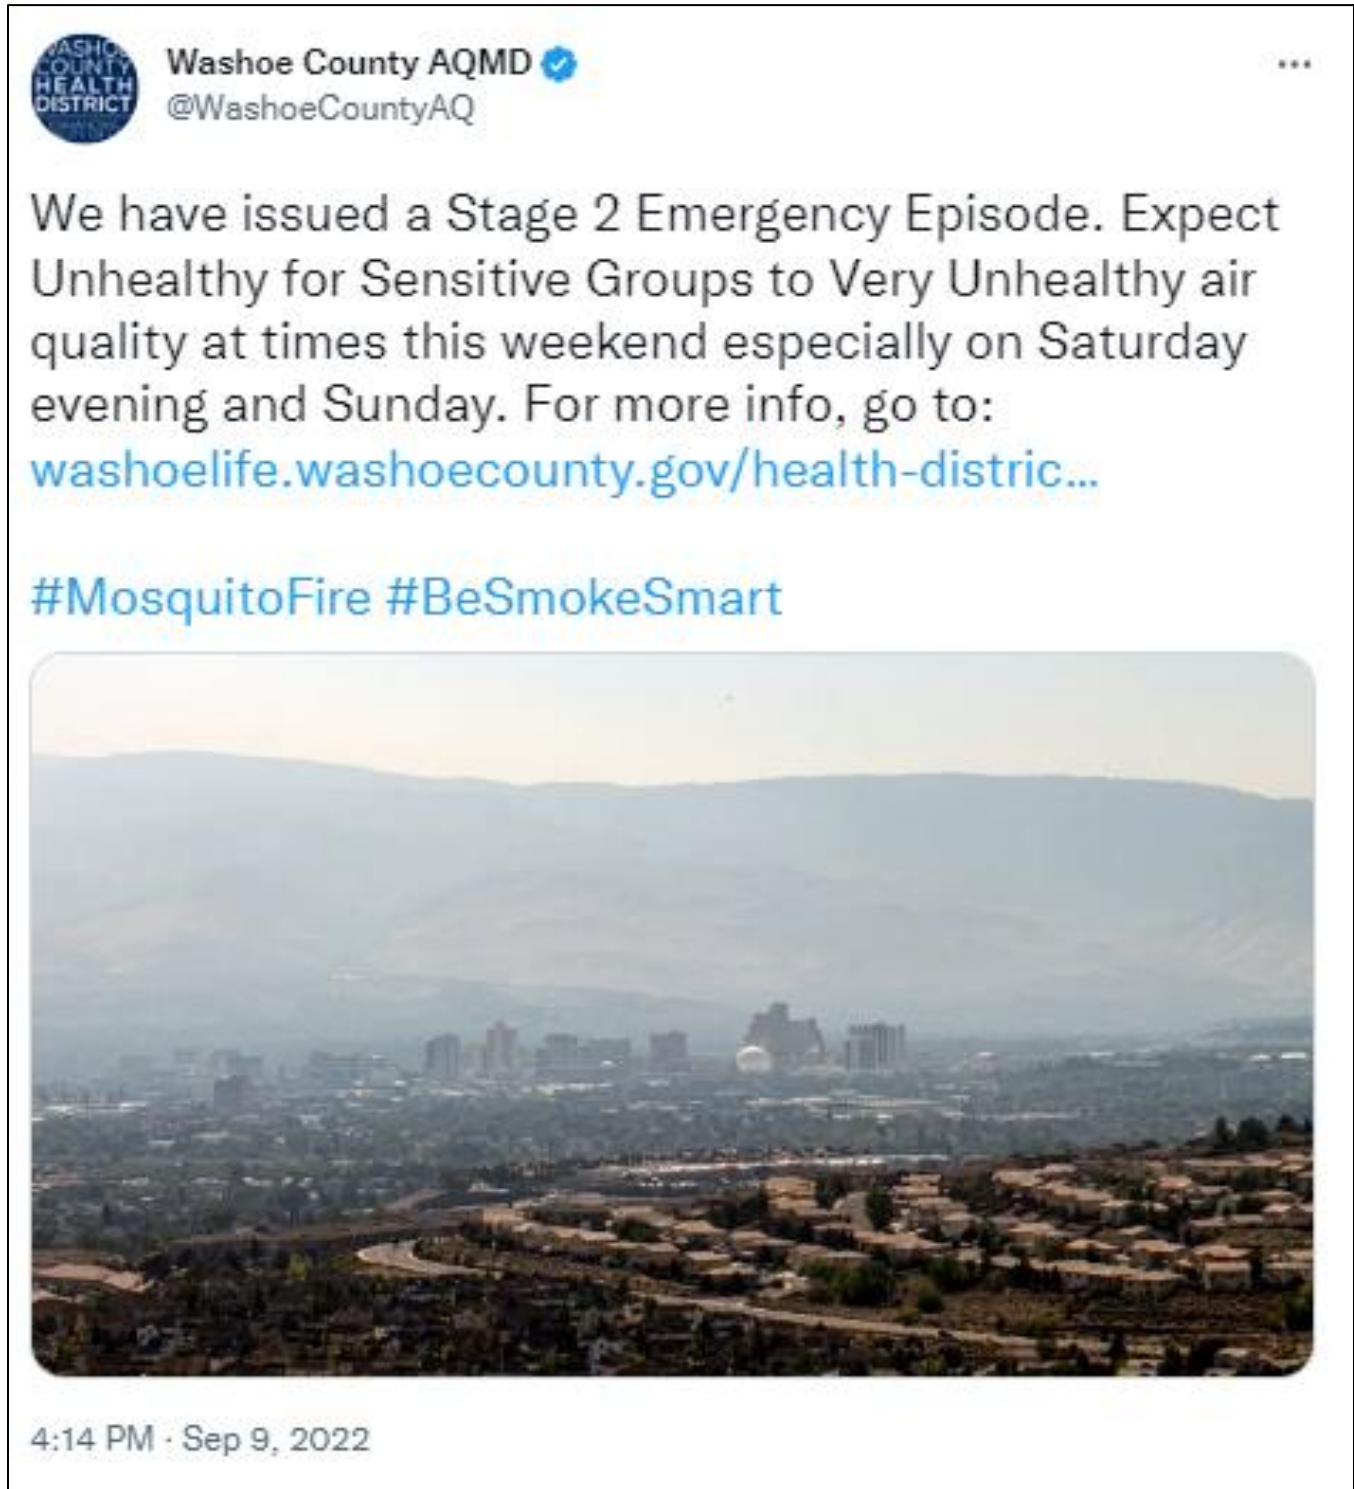 WASHOE
COUNTY
HEALTH
DISTRICT
Washoe County AQMD
@WashoeCountyAQ
We have issued a Stage 2 Emergency Episode. Expect
Unhealthy for Sensitive Groups to Very Unhealthy air
quality at times this weekend especially on Saturday
evening and Sunday. For more info, go to:
washoelife.washoecounty.gov/health-distric...
#MosquitoFire #BeSmokeSmart
4:14 PM · Sep 9, 2022